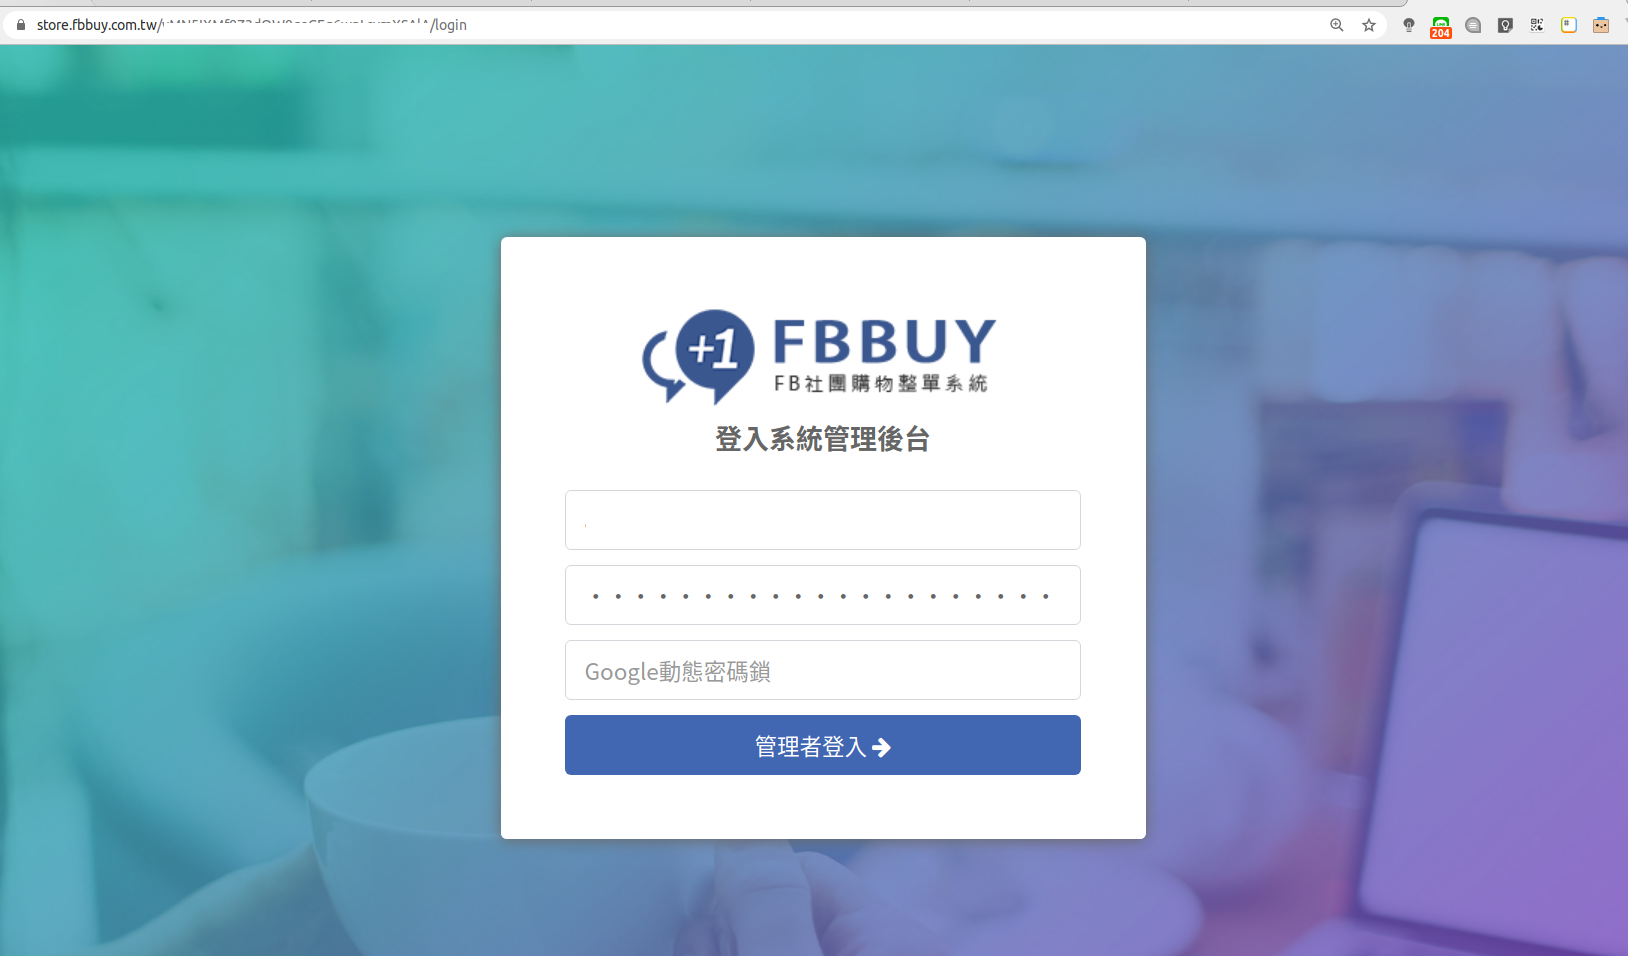 store.fbbuy.com.tw/
/login
204
+1
FBBUY
FB社團購物整單系統
登入系統管理後台
Google動態密碼鎖
管理者登入